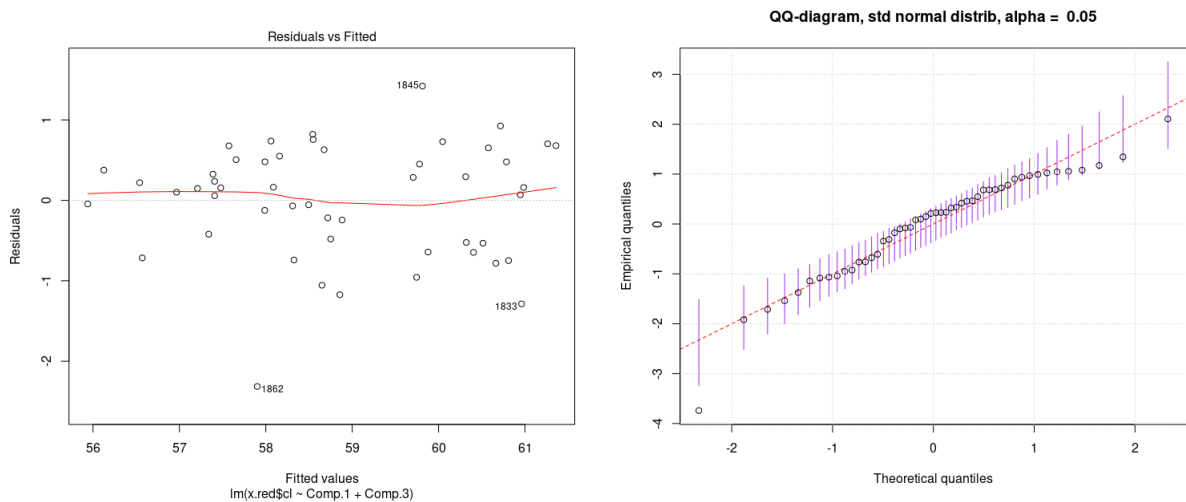 Residuals vs Fitted
Residuals
1
0
-1
-2
1845
1833
1862
56 57 58 59 60 61
Fitted values
lm(x.red$cl ~ Comp.1 + Comp.3)
QQ-diagram, std normal distrib, alpha = 0.05
Empirical quantiles
3
2
1
0
-1
-2
-3
-4
-2 -1 0 1 2
Theoretical quantiles